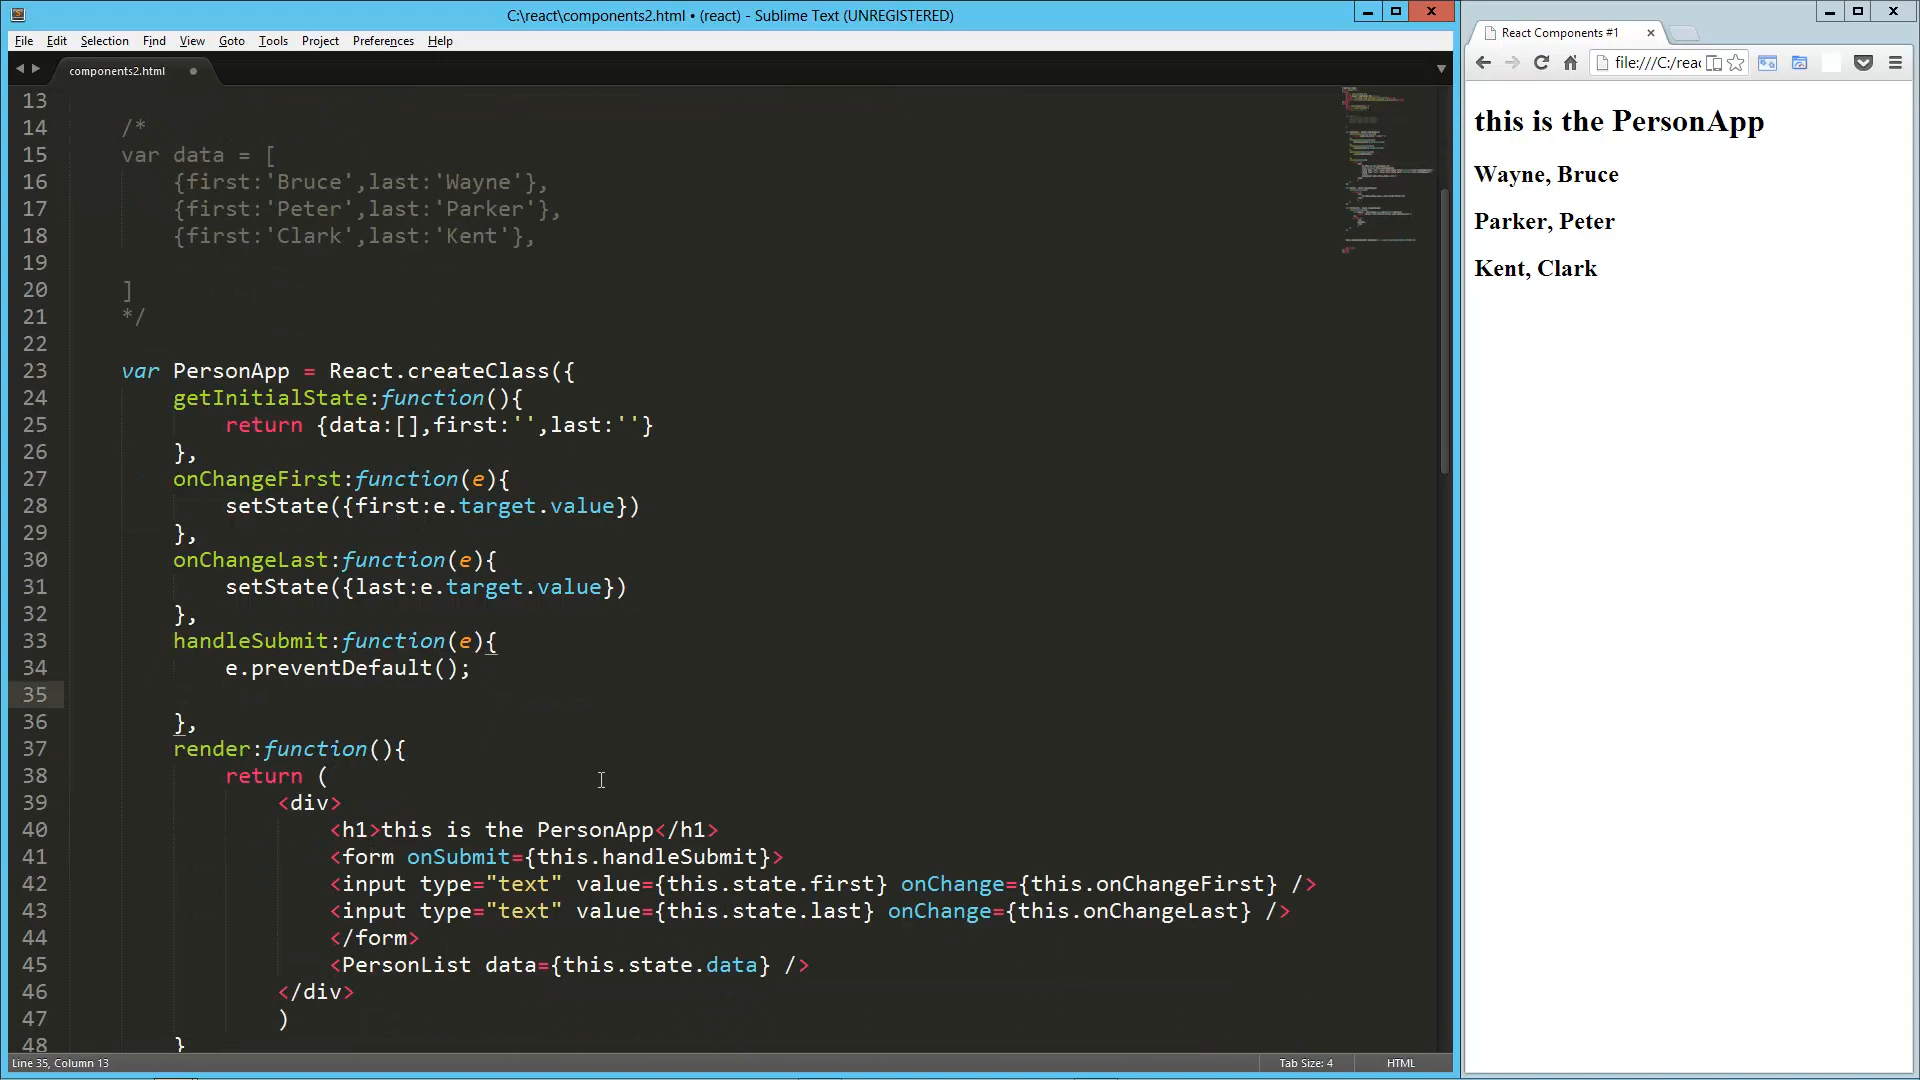 C:\react\components2.html • (react) - Sublime Text (UNREGISTERED)
File Edit Selection Find View Goto Tools Project Preferences Help
components2.html
13
14 /*
15 var data = [
16 {first:'Bruce',last:'Wayne'},
17 {first:'Peter',last:'Parker'},
18 {first:'Clark',last:'Kent'},
19
20 ]
21 */
22
23 var PersonApp = React.createClass({
24 getInitialState:function(){
25 return {data:[],first:'',last:''}
26 },
27 onChangeFirst:function(e){
28 setState({first:e.target.value})
29 },
30 onChangeLast:function(e){
31 setState({last:e.target.value})
32 },
33 handleSubmit:function(e){
34 e.preventDefault();
35
36 },
37 render:function(){
38 return (
39 <div>
40 <h1>this is the PersonApp</h1>
41 <form onSubmit={this.handleSubmit}>
42 <input type="text" value={this.state.first} onChange={this.onChangeFirst} />
43 <input type="text" value={this.state.last} onChange={this.onChangeLast} />
44 </form>
45 <PersonList data={this.state.data} />
46 </div>
47 )
48 }
Line 35, Column 13
Tab Size: 4
HTML
React Components #1
file:///C:/reac
this is the PersonApp
Wayne, Bruce
Parker, Peter
Kent, Clark